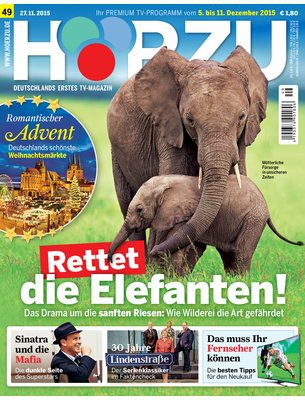 49
27.11.2015
Ihr PREMIUM TV-PROGRAMM vom 5. bis 11. Dezember 2015
€ 1,80
WWW.HOERZU.DE
HÖRZU
DEUTSCHLANDS ERSTES TV-MAGAZIN
Romantischer
Advent
Deutschlands schönste
Weihnachtsmärkte
Mütterliche
Fürsorge
in unsicheren
Zeiten
Rettet
die Elefanten!
Das Drama um die sanften Riesen: Wie Wilderei die Art gefährdet
Sinatra
und die
Mafia
Die dunkle Seite
des Superstars
30 Jahre
Lindenstraße
Der Serienklassiker
im Faktencheck
Das muss Ihr
Fernseher
können
Die besten Tipps
für den Neukauf